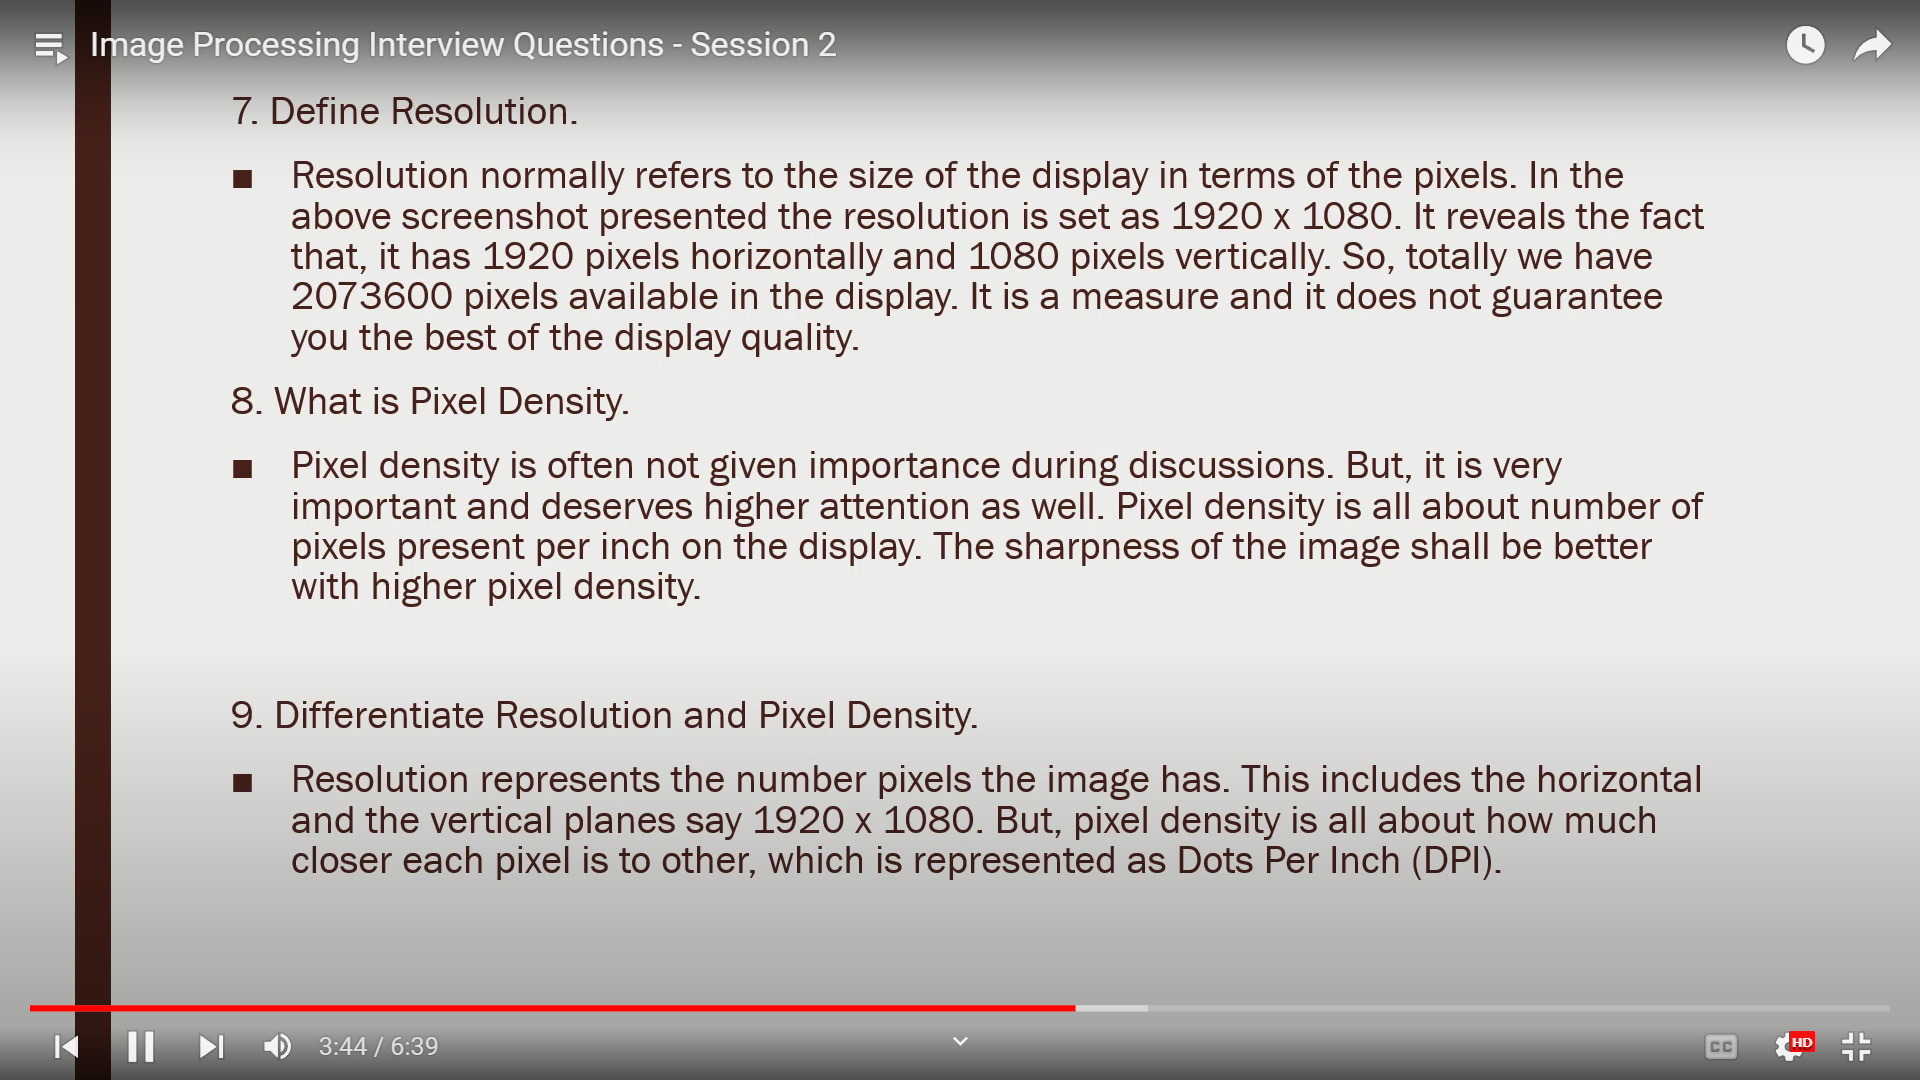 Image Processing Interview Questions - Session 2
7. Define Resolution.
■ Resolution normally refers to the size of the display in terms of the pixels. In the
above screenshot presented the resolution is set as 1920 x 1080. It reveals the fact
that, it has 1920 pixels horizontally and 1080 pixels vertically. So, totally we have
2073600 pixels available in the display. It is a measure and it does not guarantee
you the best of the display quality.
8. What is Pixel Density.
■ Pixel density is often not given importance during discussions. But, it is very
important and deserves higher attention as well. Pixel density is all about number of
pixels present per inch on the display. The sharpness of the image shall be better
with higher pixel density.
9. Differentiate Resolution and Pixel Density.
■ Resolution represents the number pixels the image has. This includes the horizontal
and the vertical planes say 1920 x 1080. But, pixel density is all about how much
closer each pixel is to other, which is represented as Dots Per Inch (DPI).
3:44 / 6:39
CC
HD